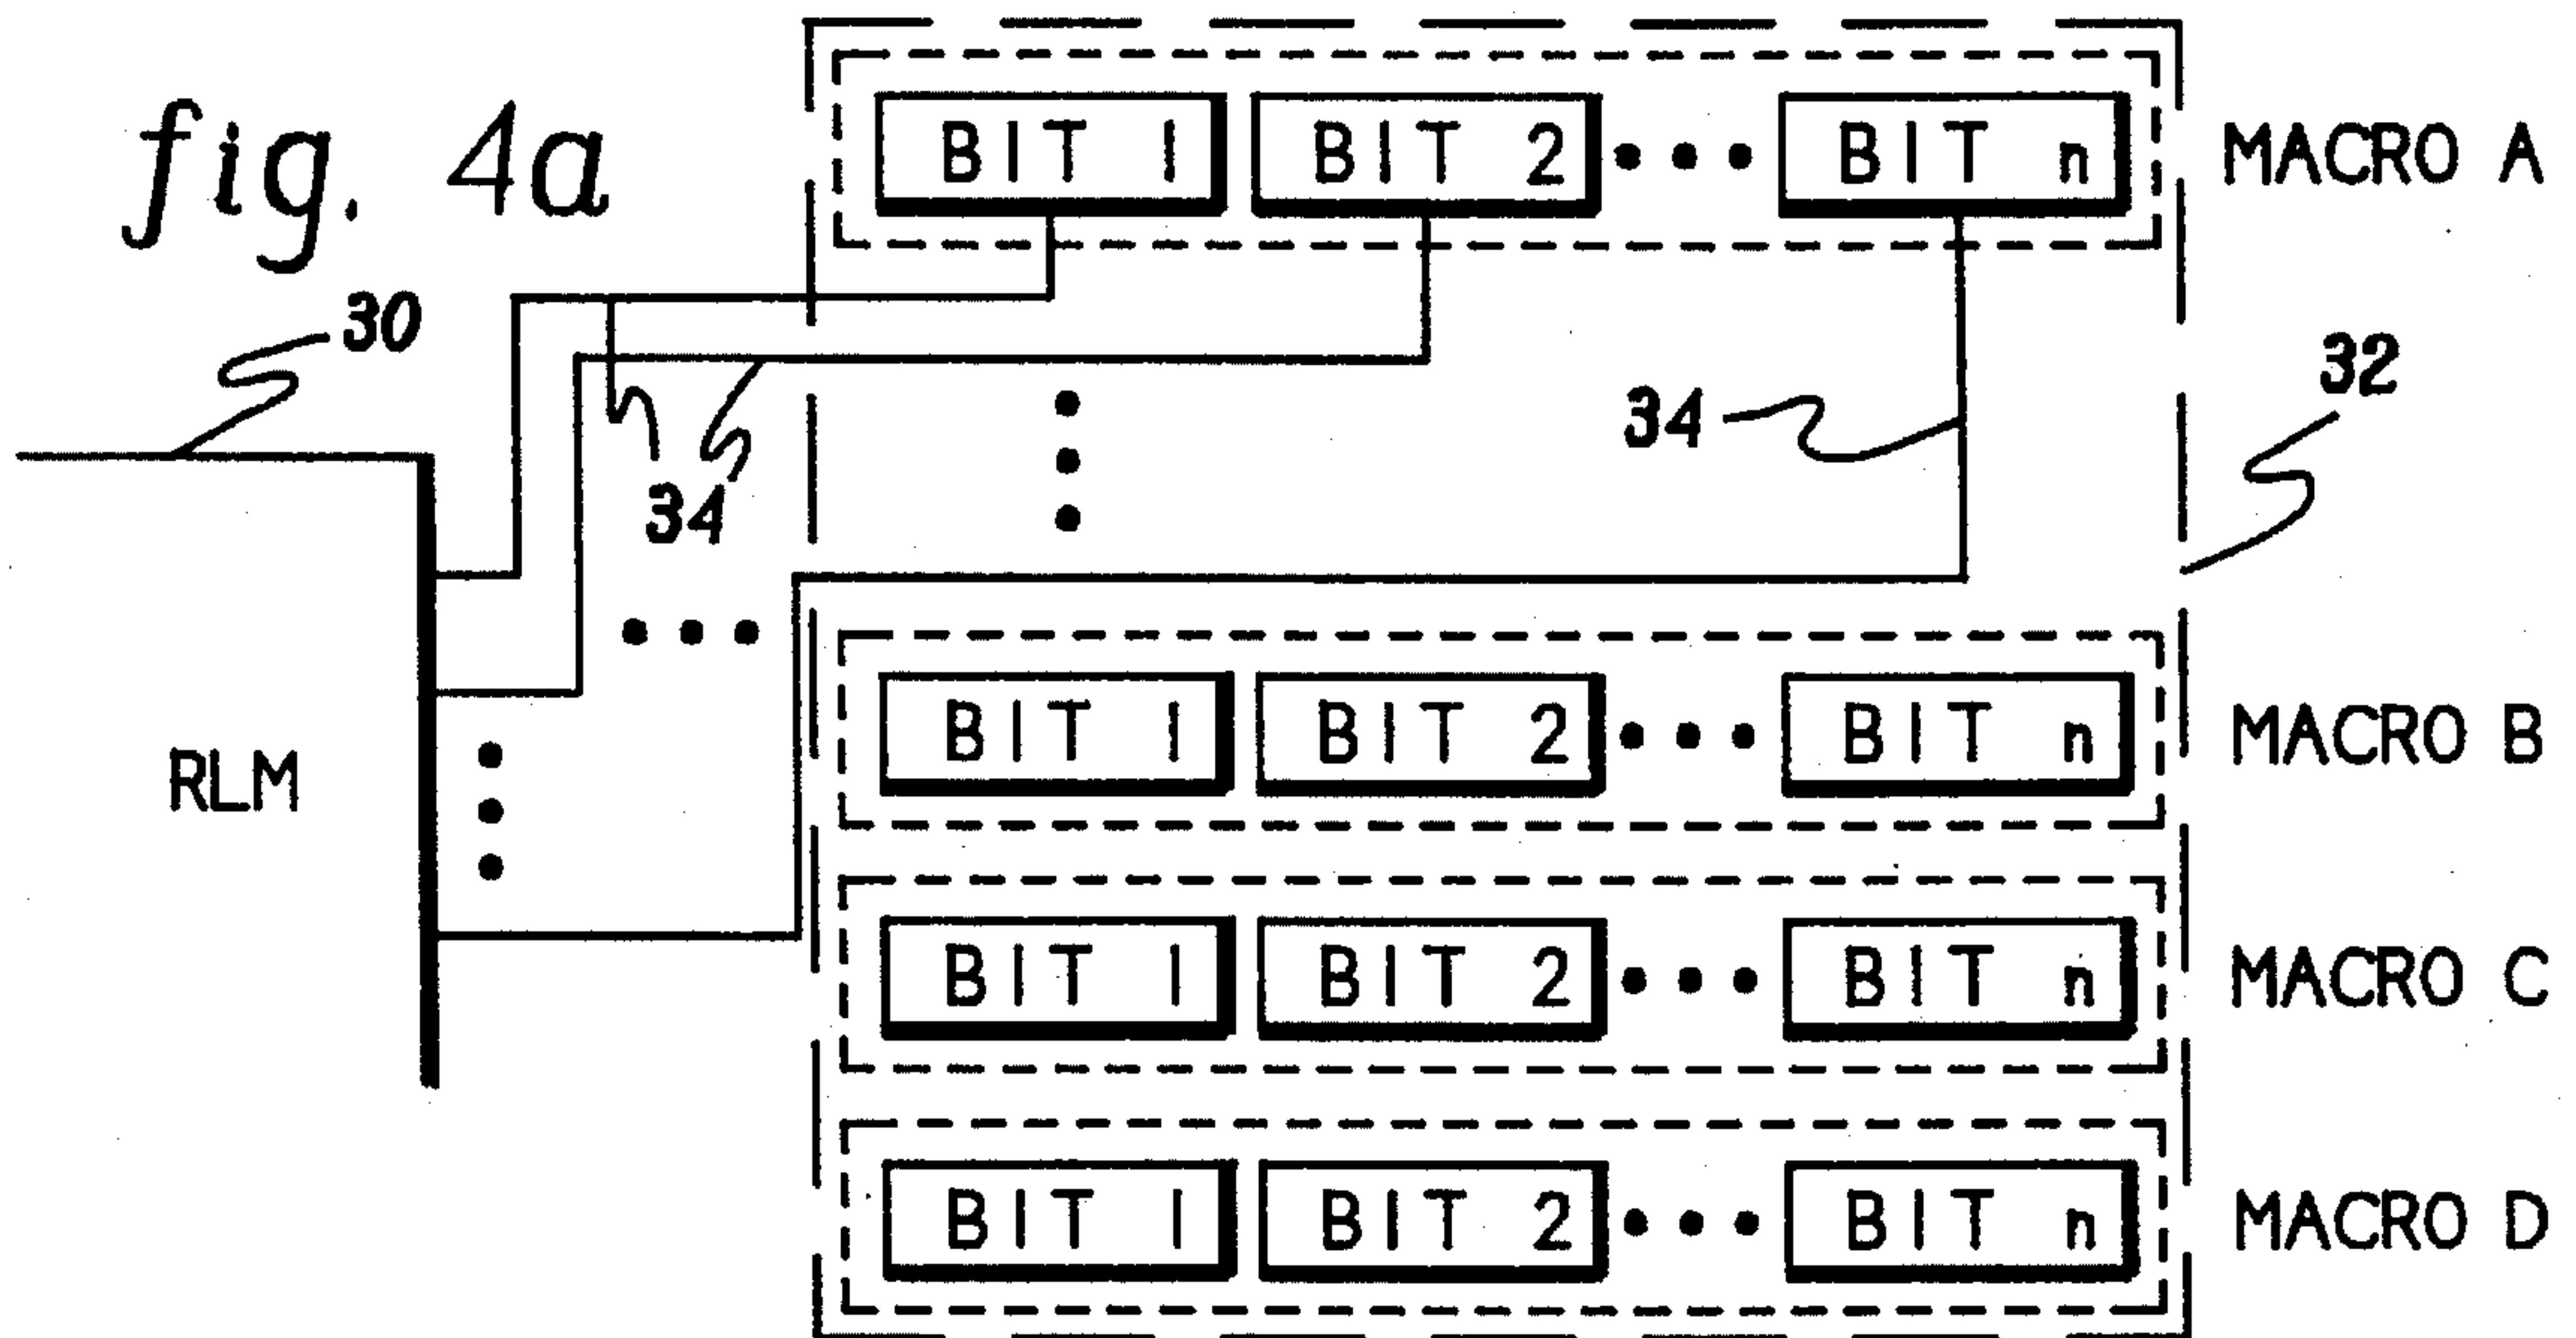 fig. 4a
BIT 1 BIT 2 ••• BIT n MACRO A
30
32
34
34
RLM
BIT 1 BIT 2 ••• BIT n MACRO B
BIT 1 BIT 2 ••• BIT n MACRO C
BIT 1 BIT 2 ••• BIT n MACRO D